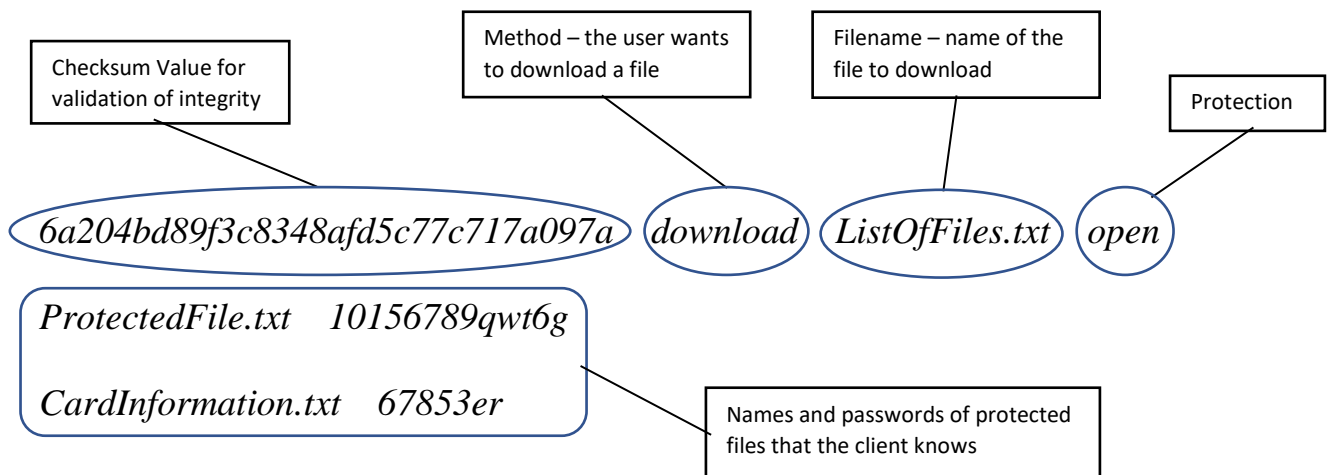 Checksum Value for
validation of integrity
Method – the user wants
to download a file
Filename – name of the
file to download
Protection
6a204bd89f3c8348afd5c77c717a097a download ListOfFiles.txt open
ProtectedFile.txt 10156789qwt6g
CardInformation.txt 67853er
Names and passwords of protected
files that the client knows